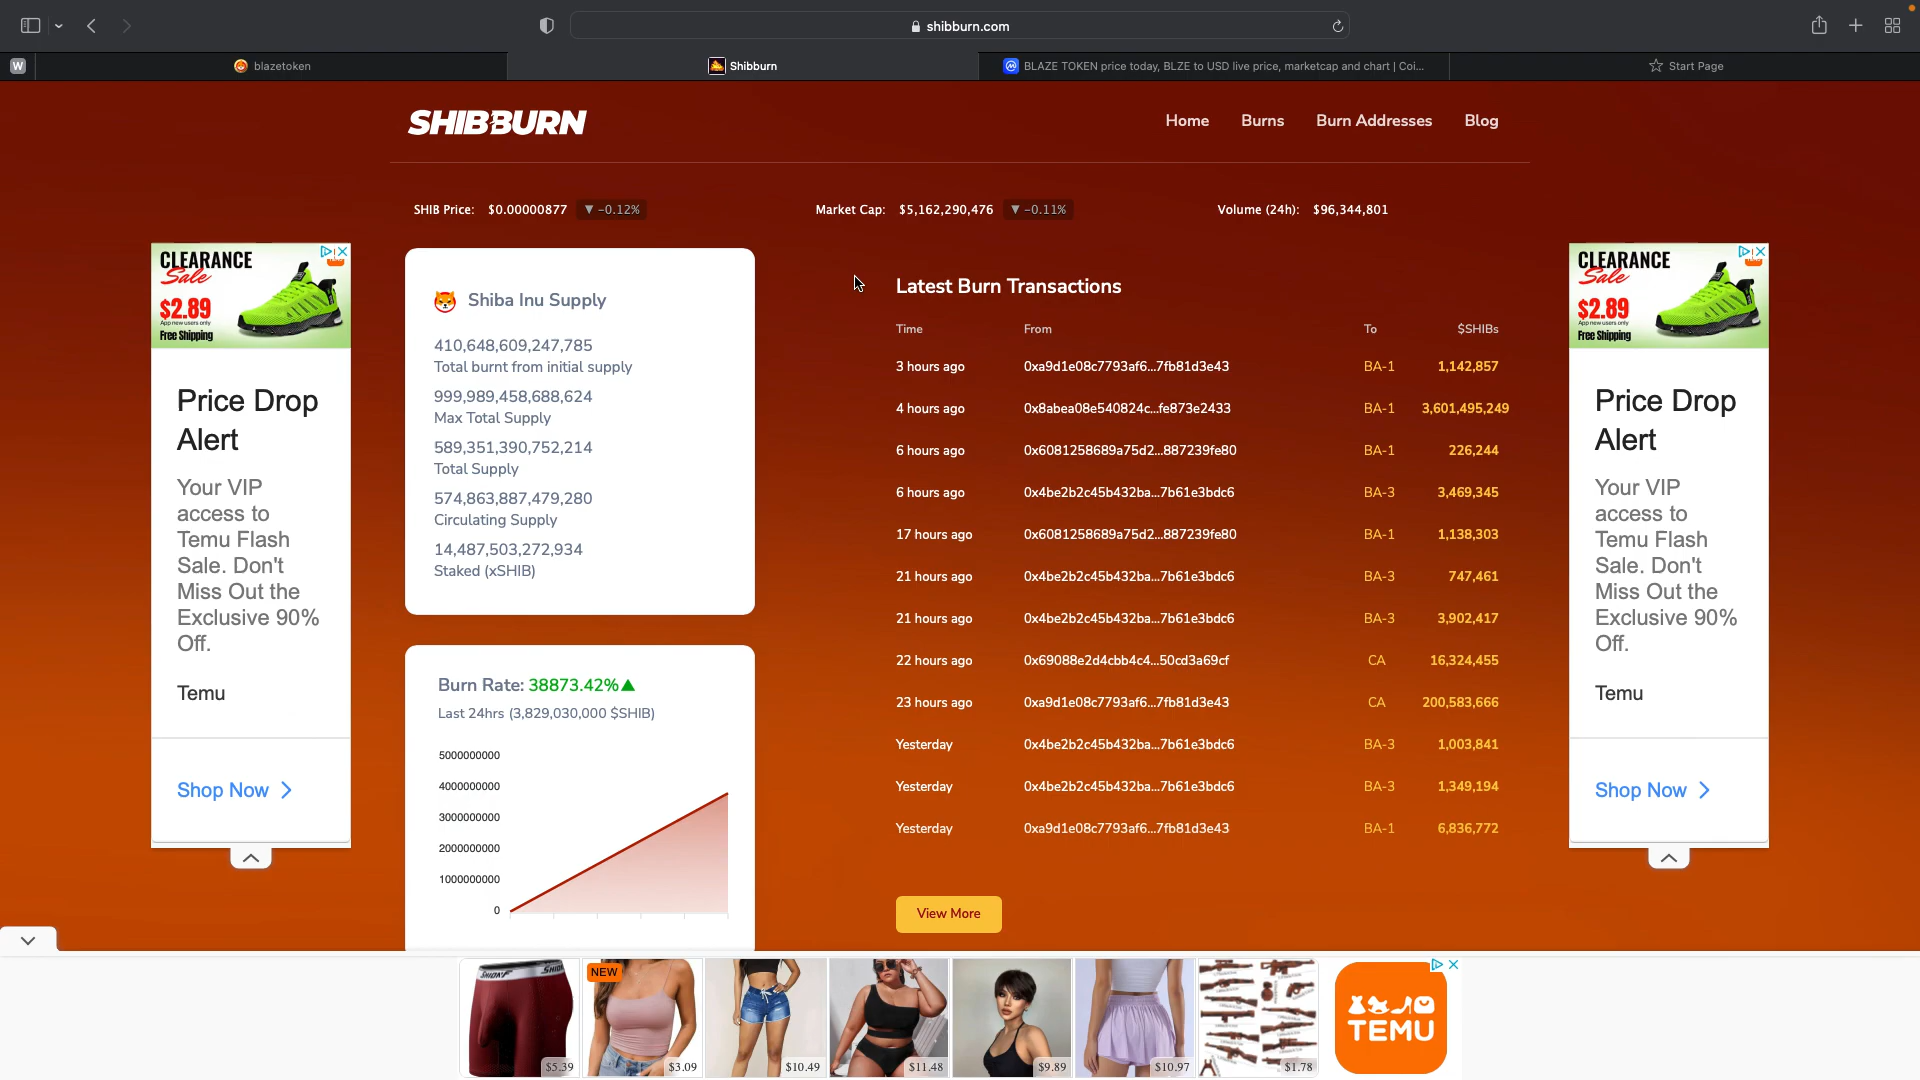 shibburn.com
W
blazetoken
Shibburn
BLAZE TOKEN price today, BLZE to USD live price, marketcap and chart | Coi...
Start Page
SHIBBURN
Home
Burns
Burn Addresses
Blog
SHIB Price: $0.00000877 ▼ -0.12%
Market Cap: $5,162,290,476 ▼ -0.11%
Volume (24h): $96,344,801
CLEARANCE
Sale
$2.89
App new users only
Free Shipping
Price Drop
Alert
Your VIP
access to
Temu Flash
Sale. Don't
Miss Out the
Exclusive 90%
Off.
Temu
Shop Now
Shiba Inu Supply
410,648,609,247,785
Total burnt from initial supply
999,989,458,688,624
Max Total Supply
589,351,390,752,214
Total Supply
574,863,887,479,280
Circulating Supply
14,487,503,272,934
Staked (xSHIB)
Burn Rate: 38873.42%▲
Last 24hrs (3,829,030,000 $SHIB)
5000000000
4000000000
3000000000
2000000000
1000000000
0
Latest Burn Transactions
Time From To $SHIBs
3 hours ago 0xa9d1e08c7793af6...7fb81d3e43 BA-1 1,142,857
4 hours ago 0x8abea08e540824c...fe873e2433 BA-1 3,601,495,249
6 hours ago 0x6081258689a75d2...887239fe80 BA-1 226,244
6 hours ago 0x4be2b2c45b432ba...7b61e3bdc6 BA-3 3,469,345
17 hours ago 0x6081258689a75d2...887239fe80 BA-1 1,138,303
21 hours ago 0x4be2b2c45b432ba...7b61e3bdc6 BA-3 747,461
21 hours ago 0x4be2b2c45b432ba...7b61e3bdc6 BA-3 3,902,417
22 hours ago 0x69088e2d4cbb4c4...50cd3a69cf CA 16,324,455
23 hours ago 0xa9d1e08c7793af6...7fb81d3e43 CA 200,583,666
Yesterday 0x4be2b2c45b432ba...7b61e3bdc6 BA-3 1,003,841
Yesterday 0x4be2b2c45b432ba...7b61e3bdc6 BA-3 1,349,194
Yesterday 0xa9d1e08c7793af6...7fb81d3e43 BA-1 6,836,772
View More
CLEARANCE
Sale
$2.89
App new users only
Free Shipping
Price Drop
Alert
Your VIP
access to
Temu Flash
Sale. Don't
Miss Out the
Exclusive 90%
Off.
Temu
Shop Now
NEW
$5.39
$3.09
$10.49
$11.48
$9.89
$10.97
$1.78
TEMU